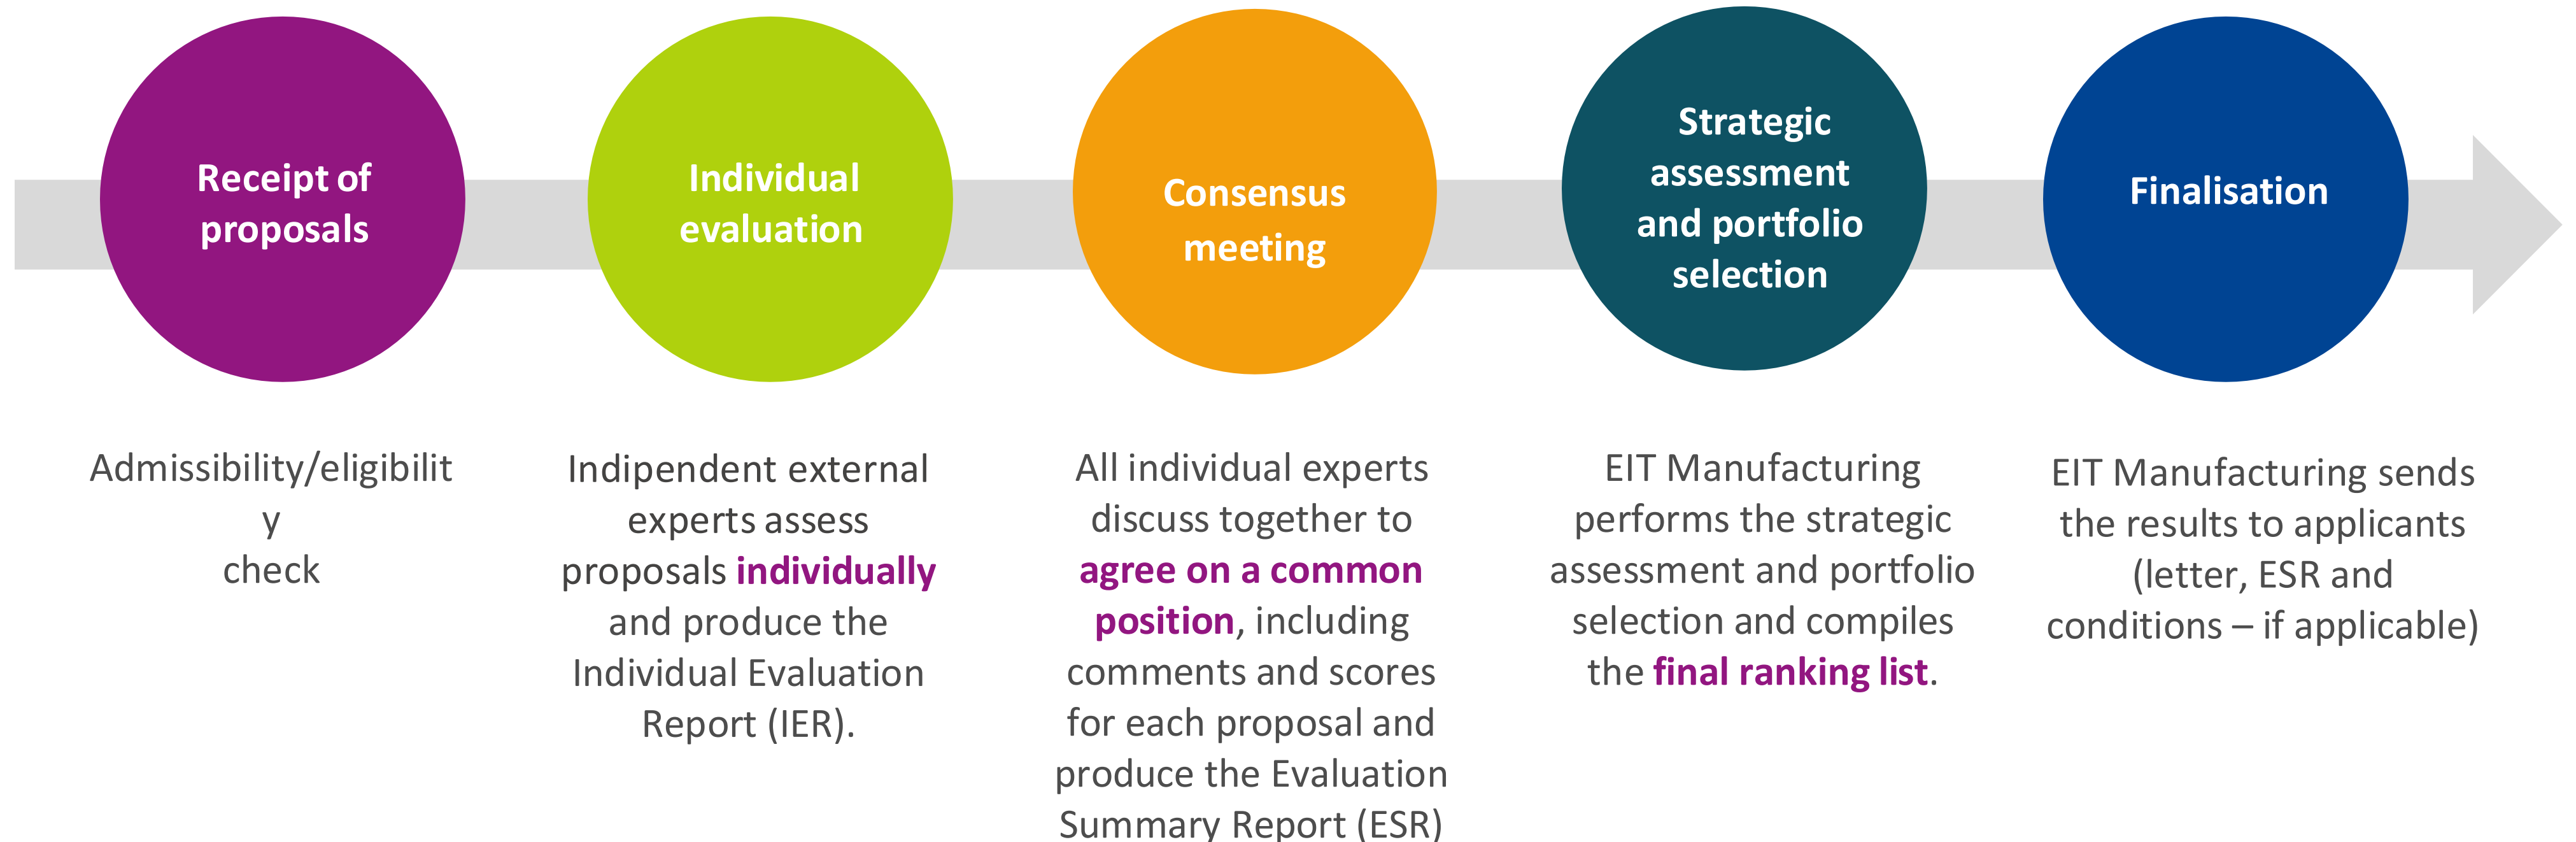 Receipt of
proposals
Individual
evaluation
Consensus
meeting
Strategic
assessment
and portfolio
selection
Finalisation
Admissibility/eligibilit
y
check
Indipendent external
experts assess
proposals individually
and produce the
Individual Evaluation
Report (IER).
All individual experts
discuss together to
agree on a common
position, including
comments and scores
for each proposal and
produce the Evaluation
Summary Report (ESR)
EIT Manufacturing
performs the strategic
assessment and portfolio
selection and compiles
the final ranking list.
EIT Manufacturing sends
the results to applicants
(letter, ESR and
conditions – if applicable)